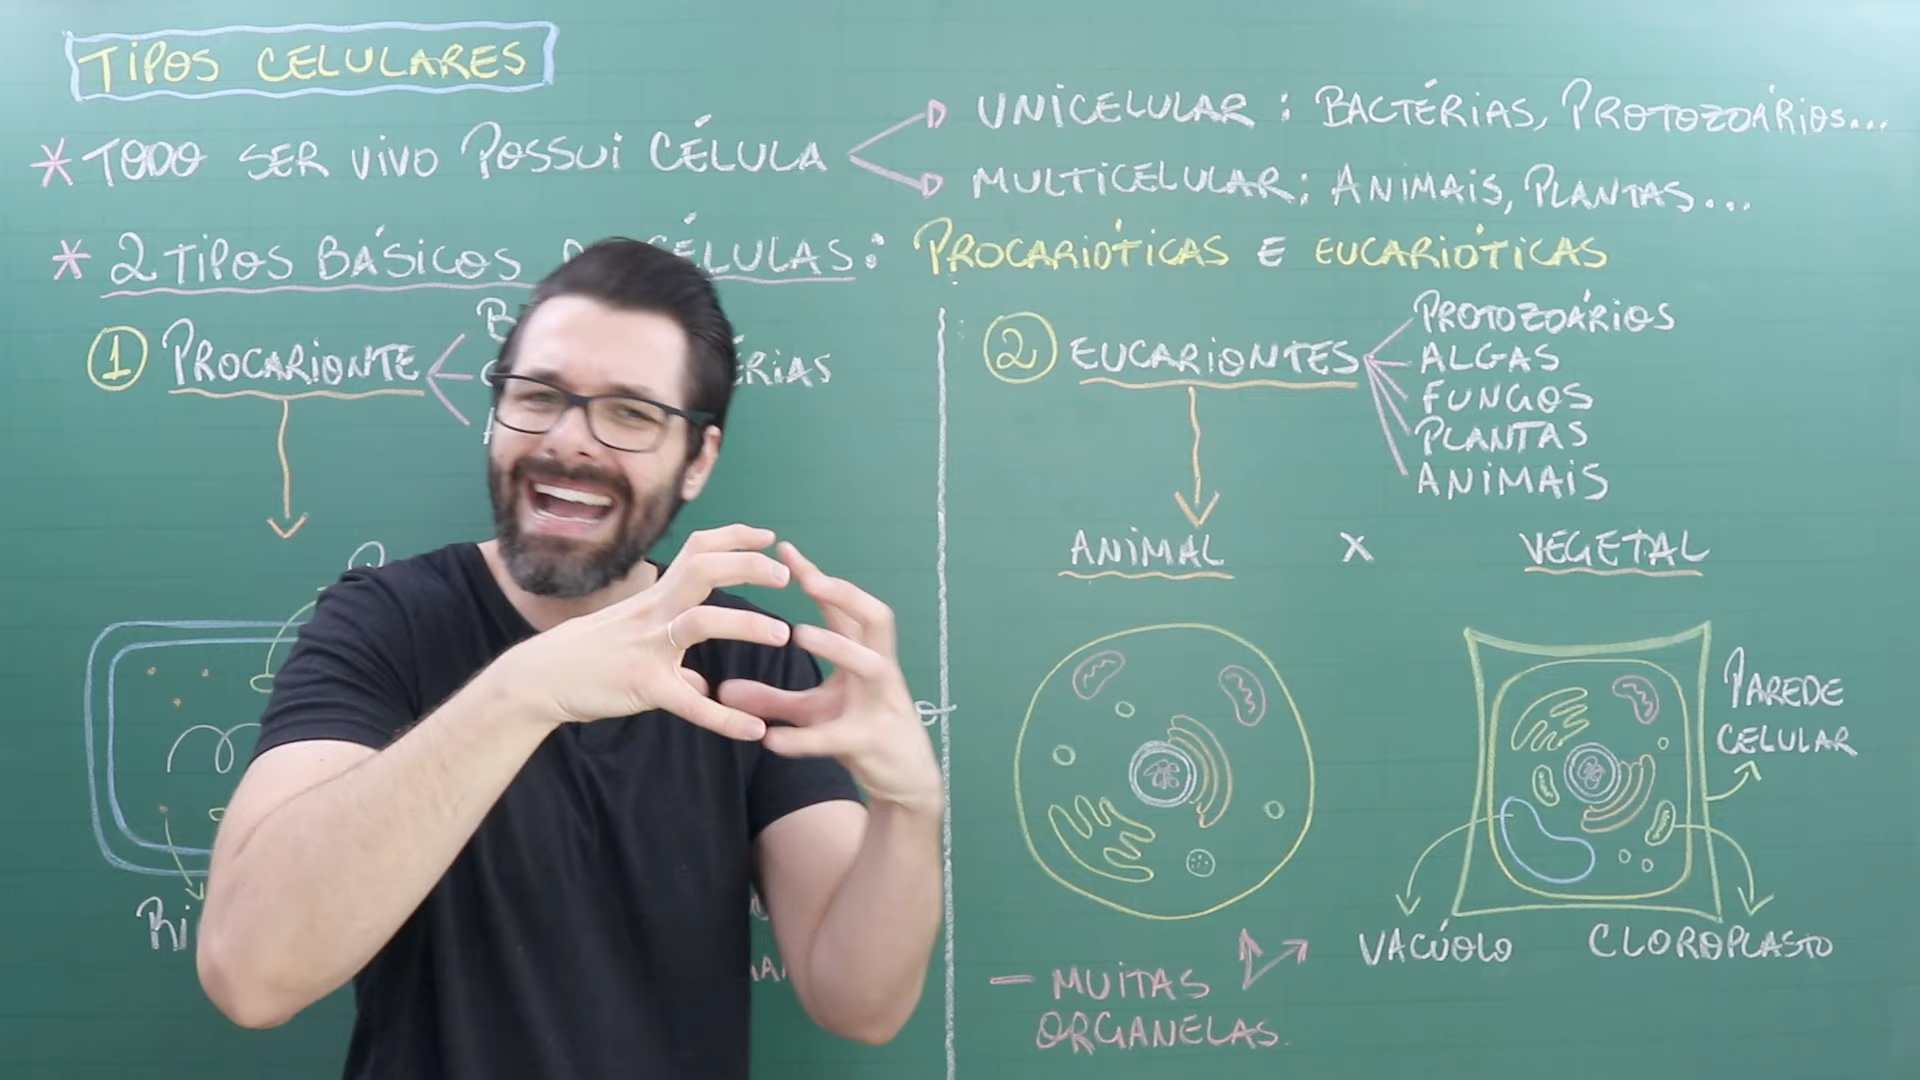 TIPOS CELULARES
* TODO SER VIVO POSSUI CÉLULA
UNICELULAR : BACTÉRIAS, PROTOZOÁRIOS...
MULTICELULAR : ANIMAIS, PLANTAS...
* 2 TIPOS BÁSICOS CÉLULAS : PROCARIÓTICAS E EUCARIÓTICAS
1 PROCARIONTE
2 EUCARIONTES
PROTOZOÁRIOS
ALGAS
FUNGOS
PLANTAS
ANIMAIS
ANIMAL X VEGETAL
PAREDE
CELULAR
VACÚOLO
CLOROPLASTO
- MUITAS
ORGANELAS.